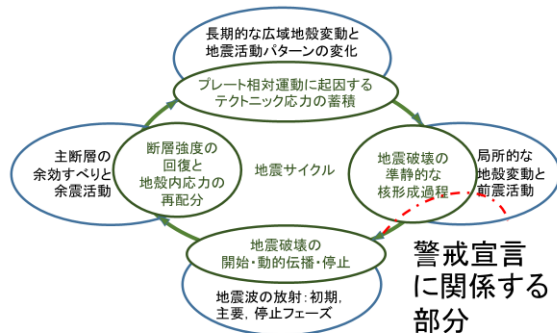 長期的な広域地殻変動と
地震活動パターンの変化
プレート相対運動に起因する
テクトニック応力の蓄積
主断層の
余効すべりと
余震活動
断層強度の
回復と
地殻内応力の
再配分
地震サイクル
地震破壊の
準静的な
核形成過程
局所的な
地殻変動と
前震活動
地震破壊の
開始・動的伝播・停止
地震波の放射:初期,
主要, 停止フェーズ
警戒宣言
に関係する
部分